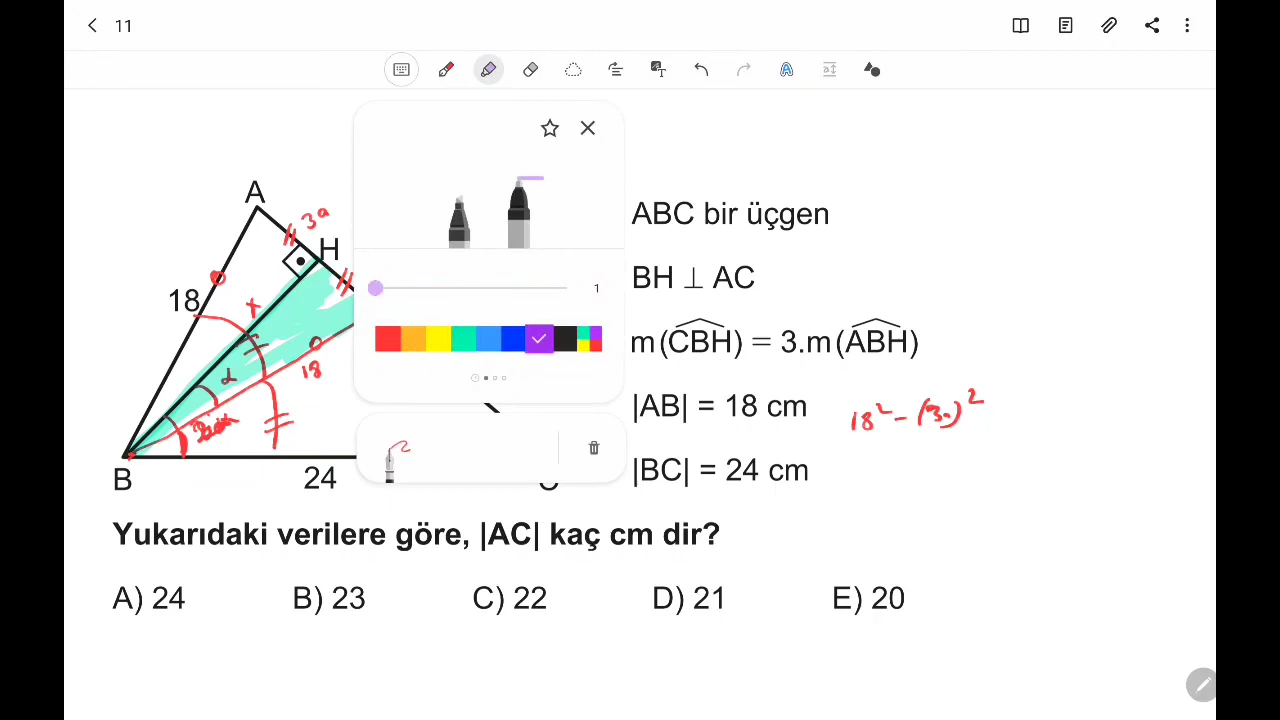 11
A
3a
H
18
x
α
18
B
24
1
ABC bir üçgen
BH ⊥ AC
m(CBH) = 3.m(ABH)
|AB| = 18 cm
18² - (3a)²
|BC| = 24 cm
Yukarıdaki verilere göre, |AC| kaç cm dir?
A) 24 B) 23 C) 22 D) 21 E) 20